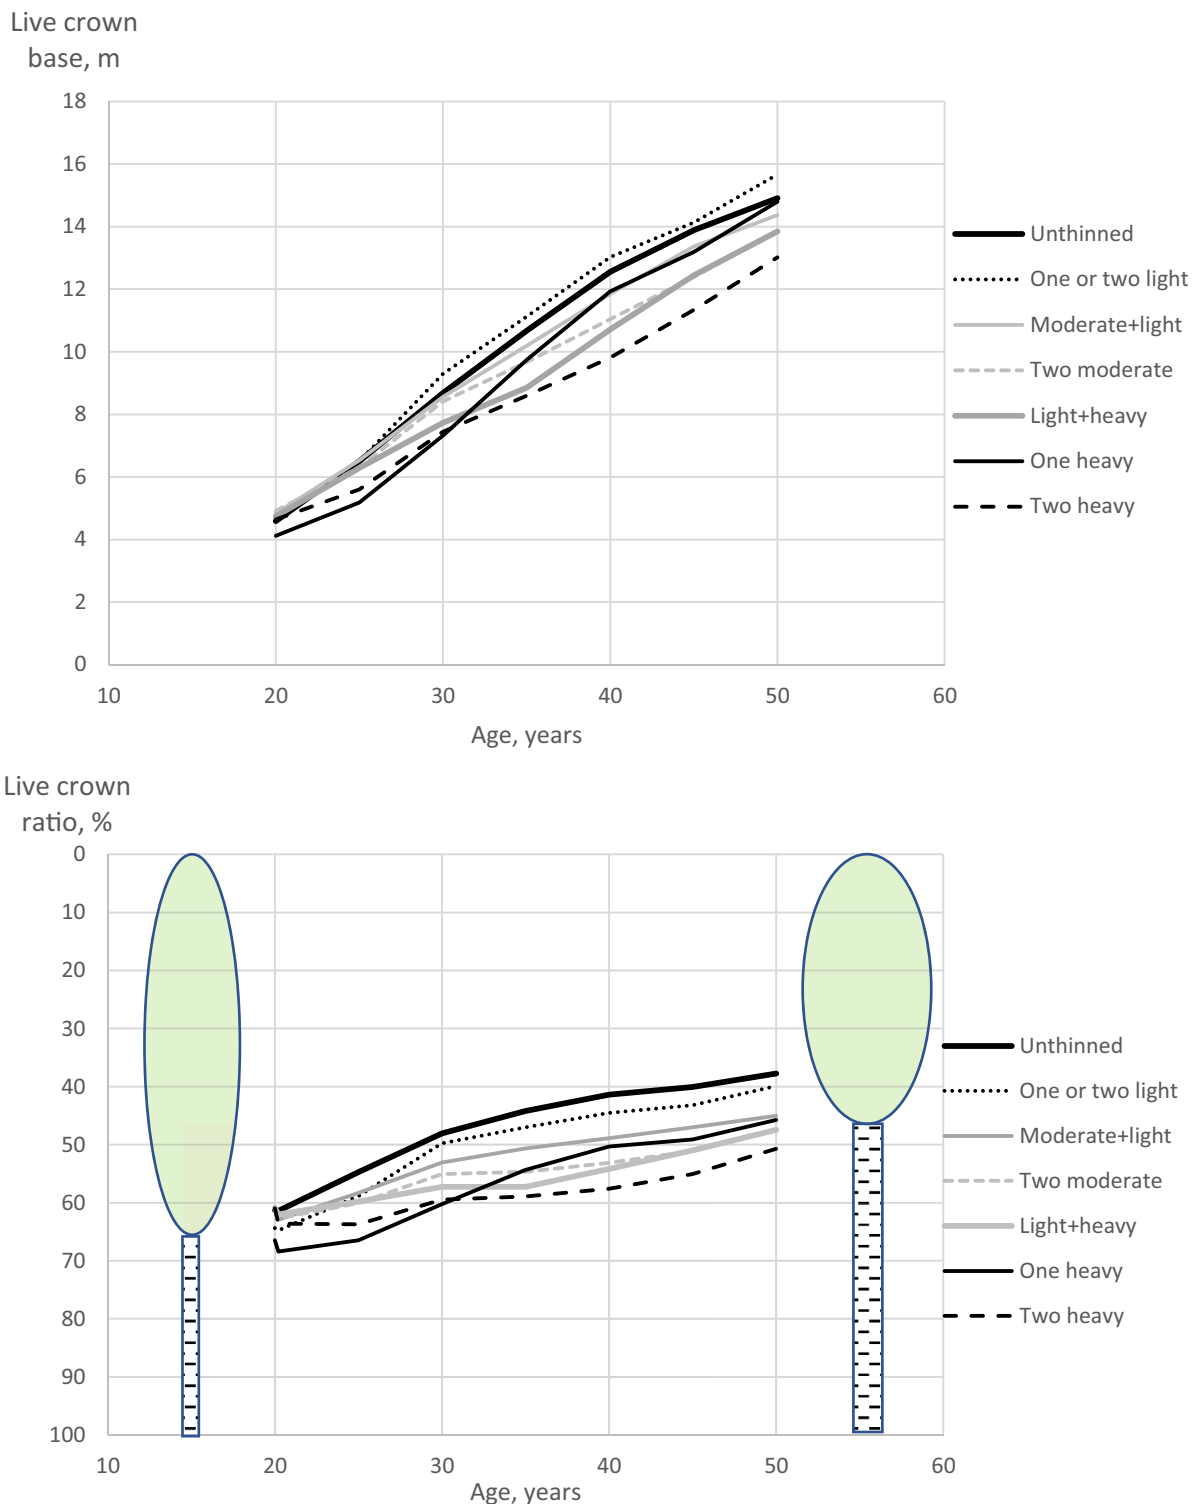 Live crown
base, m
18
16
14
12
10
8
6
4
2
0
10 20 30 40 50 60
Age, years
Unthinned
One or two light
Moderate+light
Two moderate
Light+heavy
One heavy
Two heavy
Live crown
ratio, %
0
10
20
30
40
50
60
70
80
90
100
10 20 30 40 50 60
Age, years
Unthinned
One or two light
Moderate+light
Two moderate
Light+heavy
One heavy
Two heavy